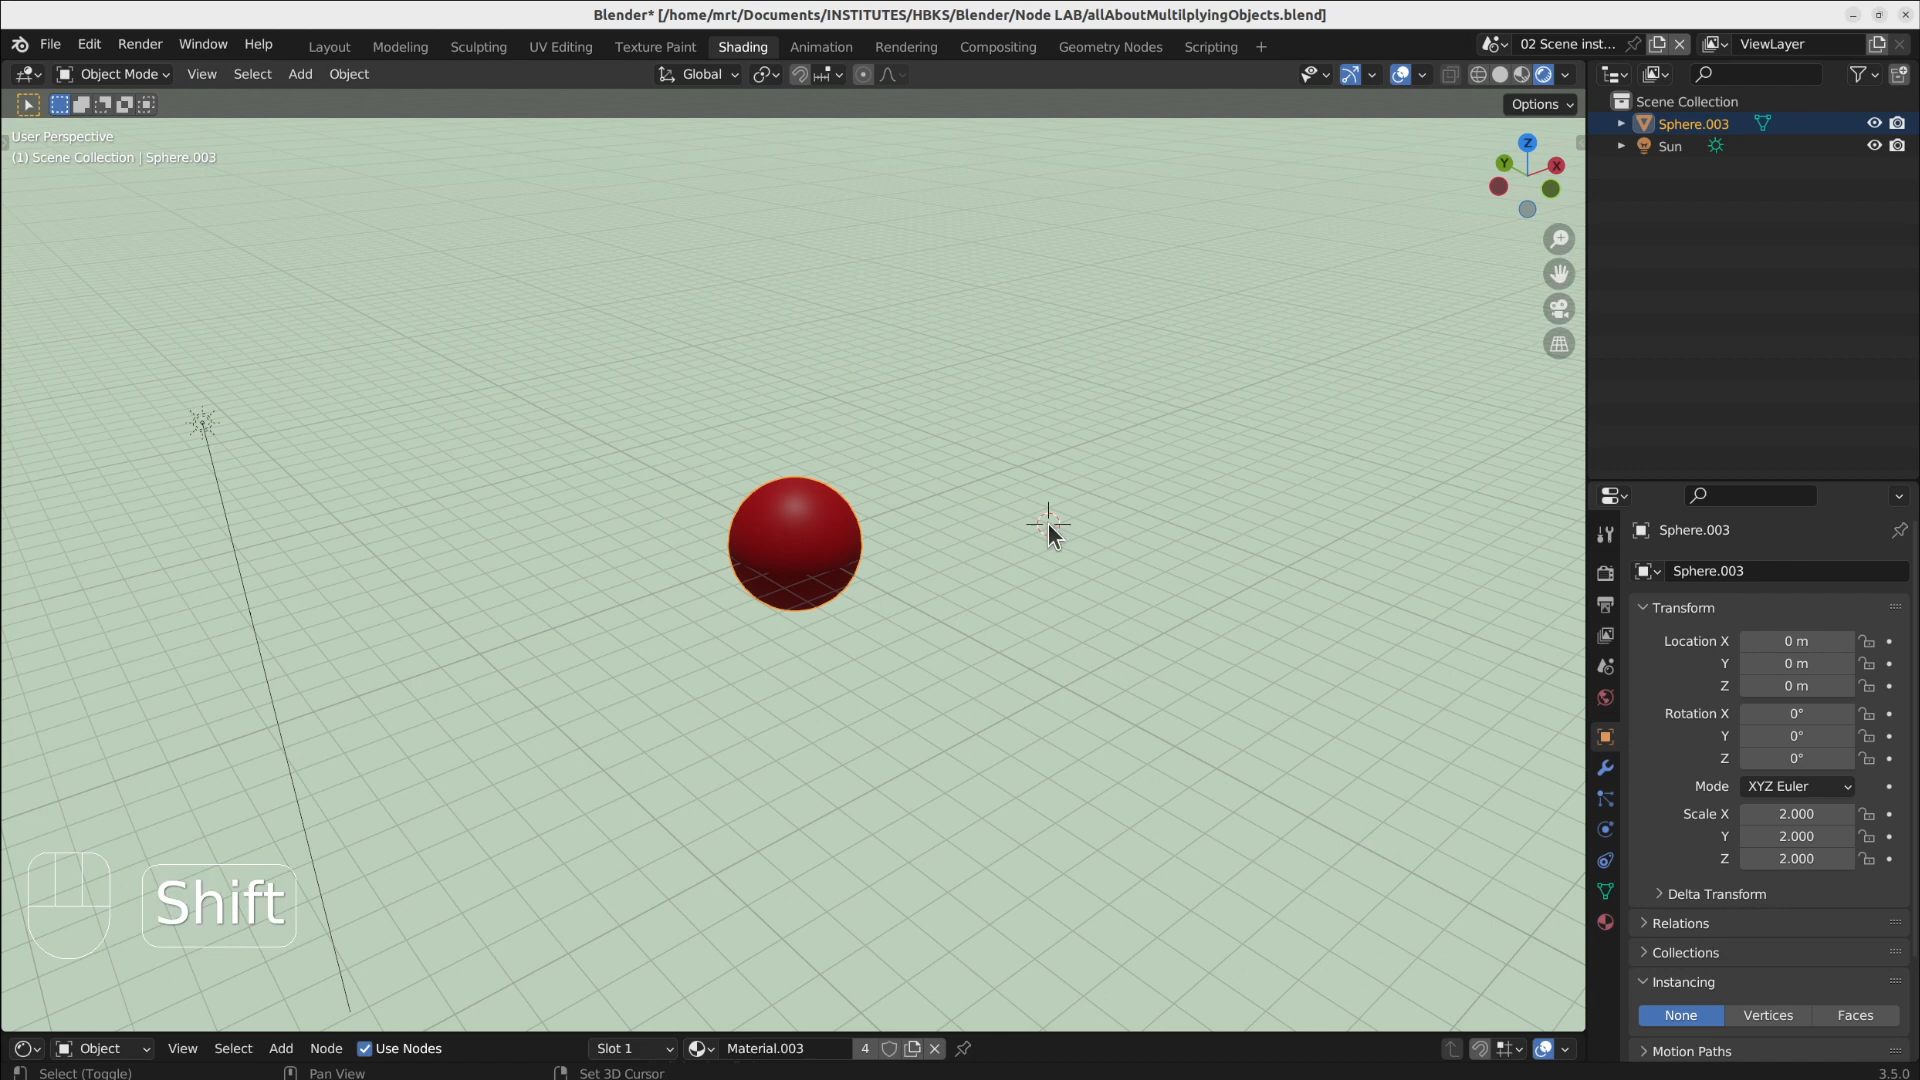 Blender* [/home/mrt/Documents/INSTITUTES/HBKS/Blender/Node LAB/allAboutMultilplyingObjects.blend]
File Edit Render Window Help Layout Modeling Sculpting UV Editing Texture Paint Shading Animation Rendering Compositing Geometry Nodes Scripting + 02 Scene inst... ViewLayer
Object Mode View Select Add Object Global
Options
User Perspective
(1) Scene Collection | Sphere.003
Z
Y
X
Scene Collection
Sphere.003
Sun
Sphere.003
Sphere.003
Transform
Location X 0 m
Y 0 m
Z 0 m
Rotation X 0°
Y 0°
Z 0°
Mode XYZ Euler
Scale X 2.000
Y 2.000
Z 2.000
Delta Transform
Relations
Collections
Instancing
None Vertices Faces
Motion Paths
Shift
Object View Select Add Node Use Nodes Slot 1 Material.003 4
Select (Toggle) Pan View Set 3D Cursor 3.5.0